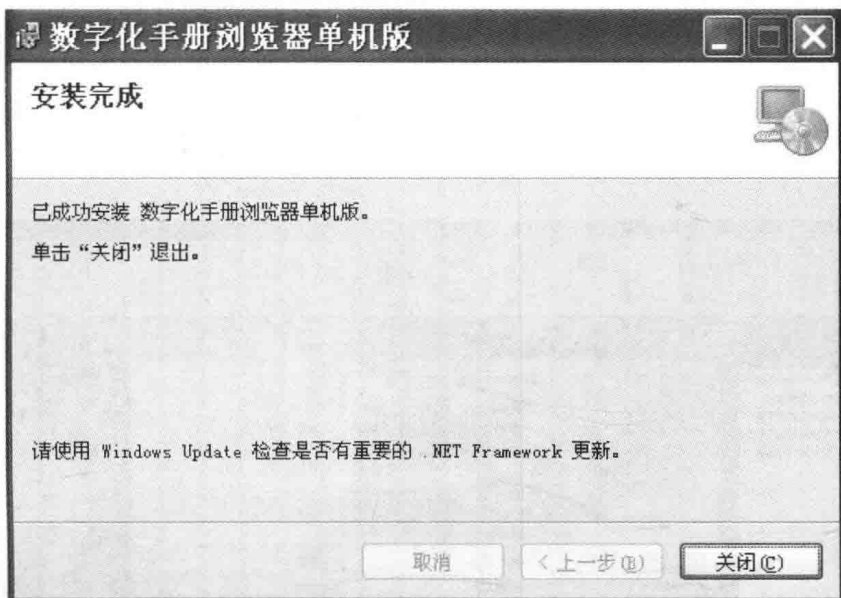 数字化手册浏览器单机版
安装完成
已成功安装 数字化手册浏览器单机版。
单击“关闭”退出。
请使用 Windows Update 检查是否有重要的 .NET Framework 更新。
取消 < 上一步(B) 关闭(C)